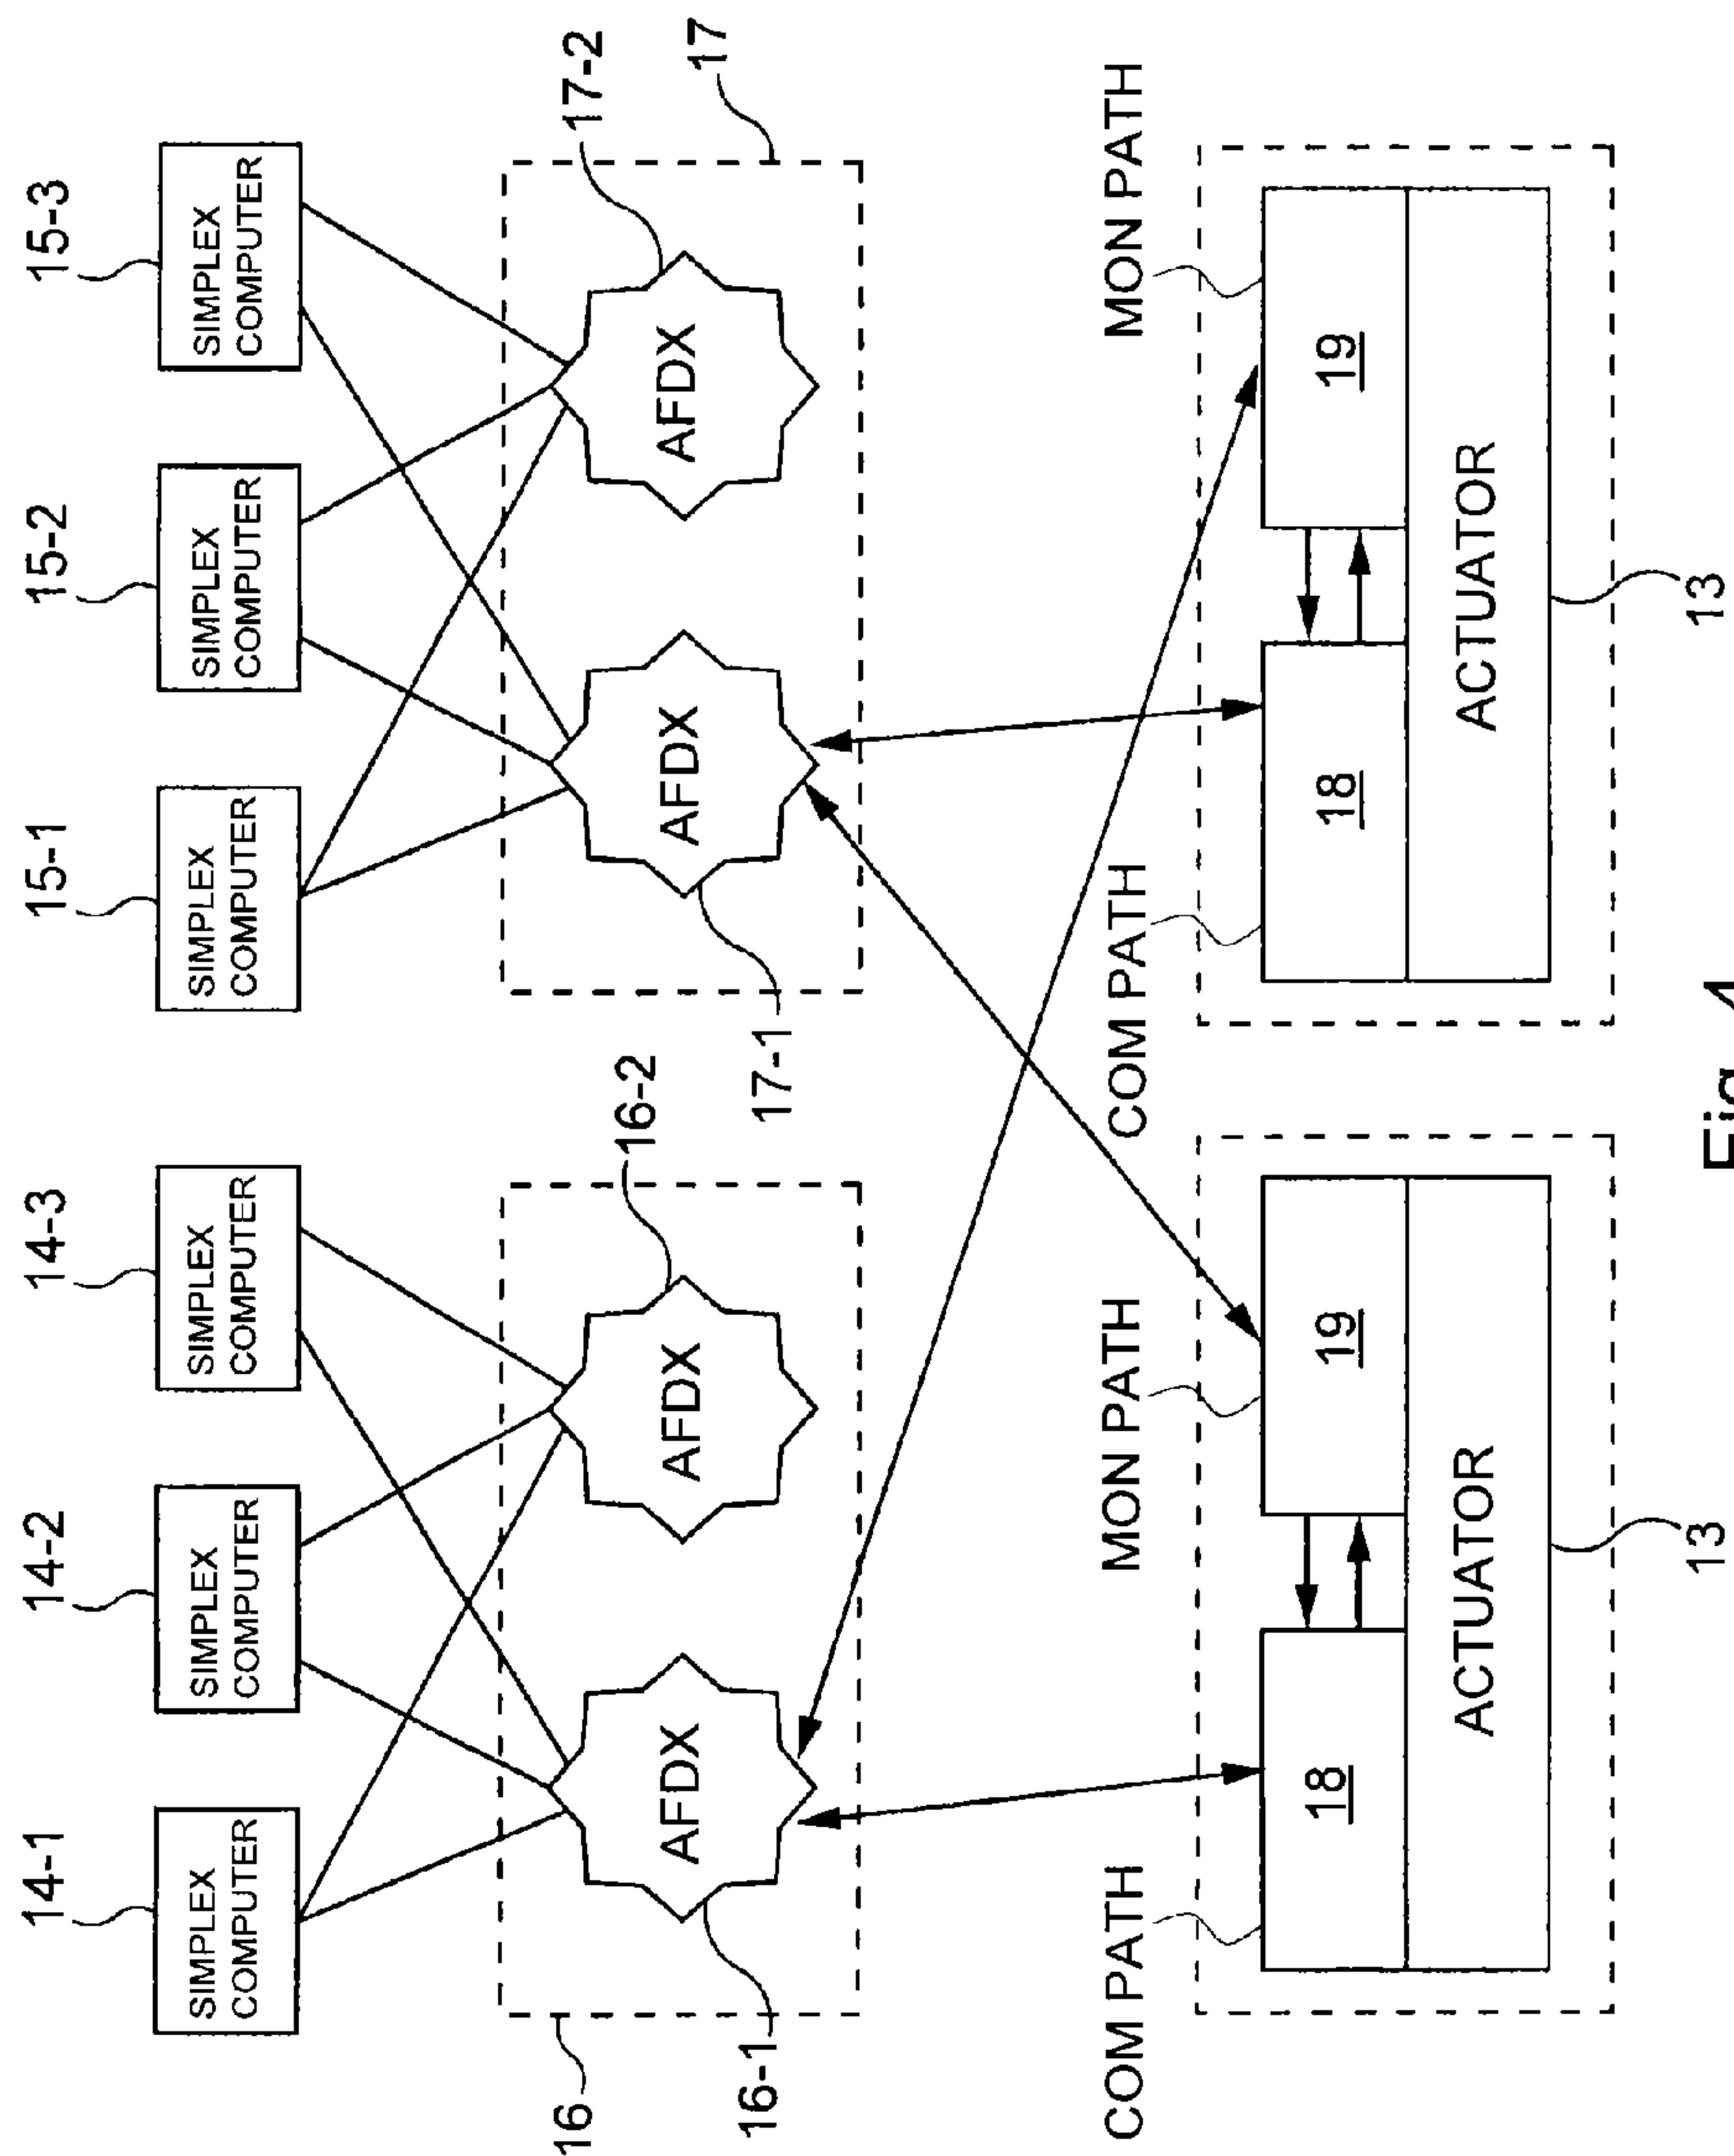 14-1
14-2
14-3
15-1
15-2
15-3
SIMPLEX
COMPUTER
SIMPLEX
COMPUTER
SIMPLEX
COMPUTER
SIMPLEX
COMPUTER
SIMPLEX
COMPUTER
SIMPLEX
COMPUTER
16
AFDX
AFDX
16-1
16-2
AFDX
AFDX
17-1
17-2
17
COM PATH
MON PATH
COM PATH
MON PATH
18
19
18
19
ACTUATOR
ACTUATOR
13
13
Fig. 4